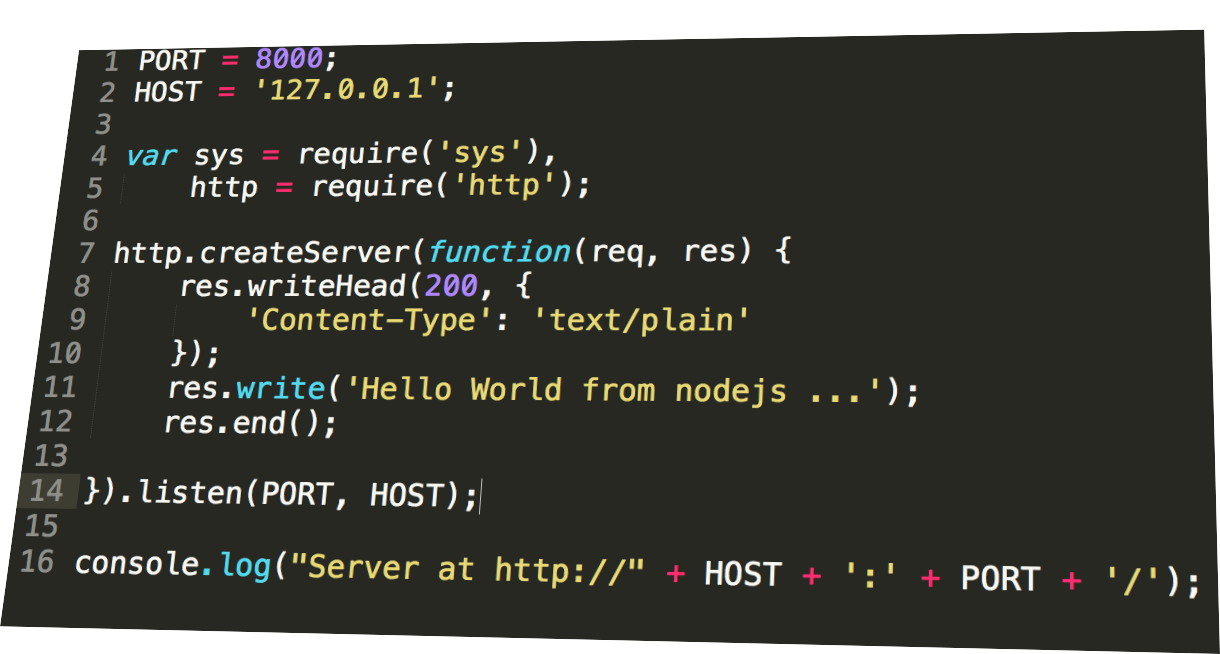 1 PORT = 8000;
2 HOST = '127.0.0.1';
3
4 var sys = require('sys'),
5     http = require('http');
6
7 http.createServer(function(req, res) {
8     res.writeHead(200, {
9         'Content-Type': 'text/plain'
10     });
11     res.write('Hello World from nodejs ...');
12     res.end();
13
14 }).listen(PORT, HOST);
15
16 console.log("Server at http://" + HOST + ':' + PORT + '/');